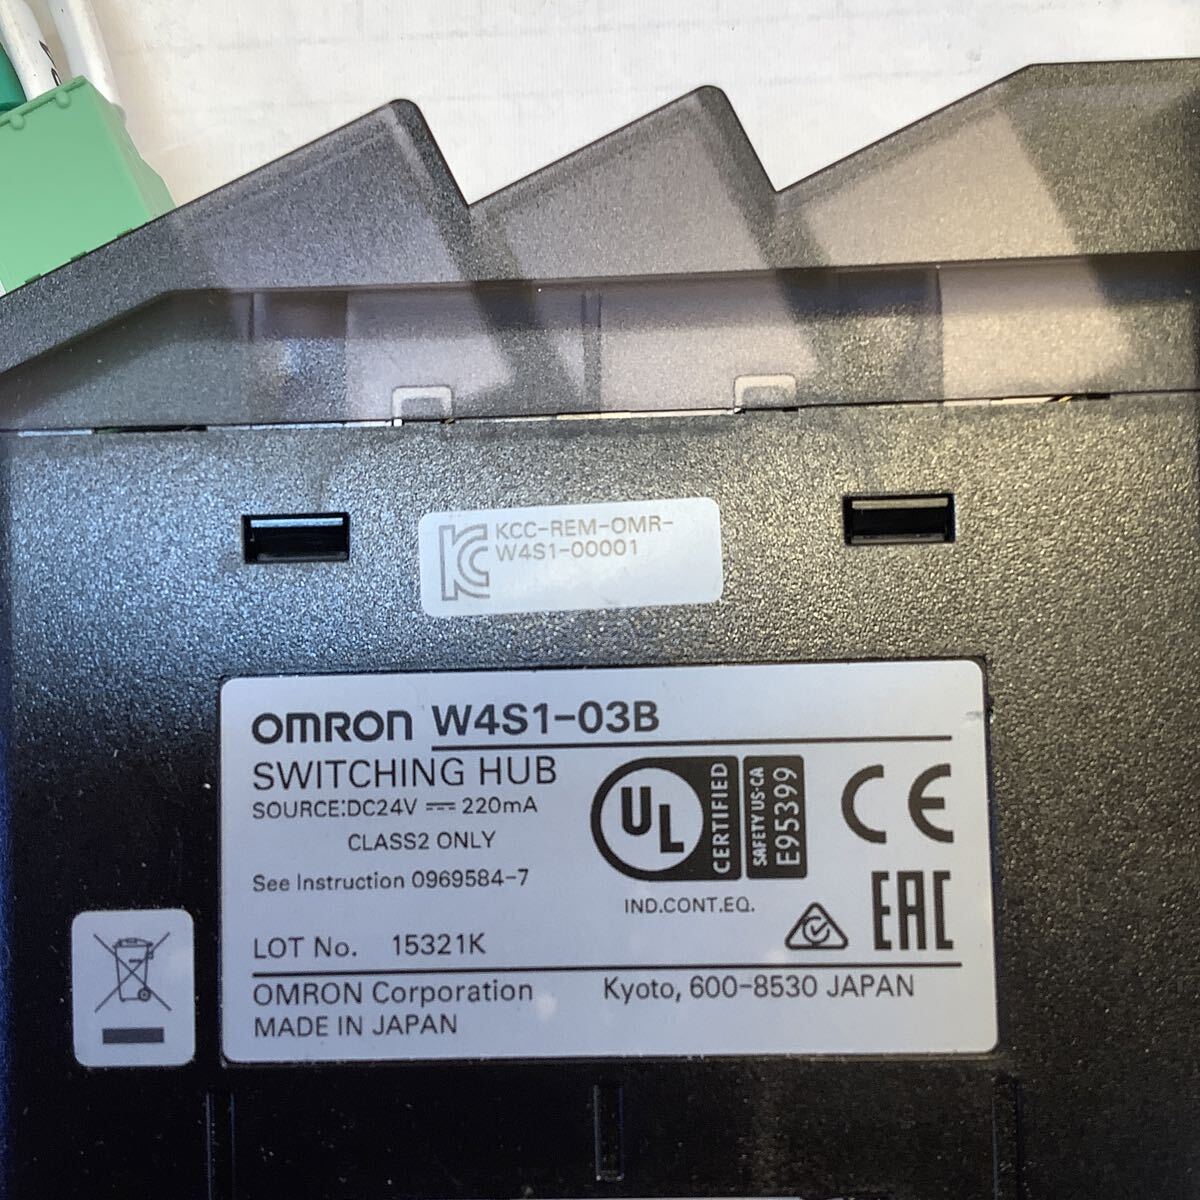 KCC-REM-OMR-
W4S1-00001
OMRON W4S1-03B
SWITCHING HUB
SOURCE:DC24V ⎓ 220mA
CLASS2 ONLY
See Instruction 0969584-7
UL CERTIFIED SAFETY US-CA E95399
CE
IND.CONT.EQ.
EAC
LOT No. 15321K
OMRON Corporation Kyoto, 600-8530 JAPAN
MADE IN JAPAN